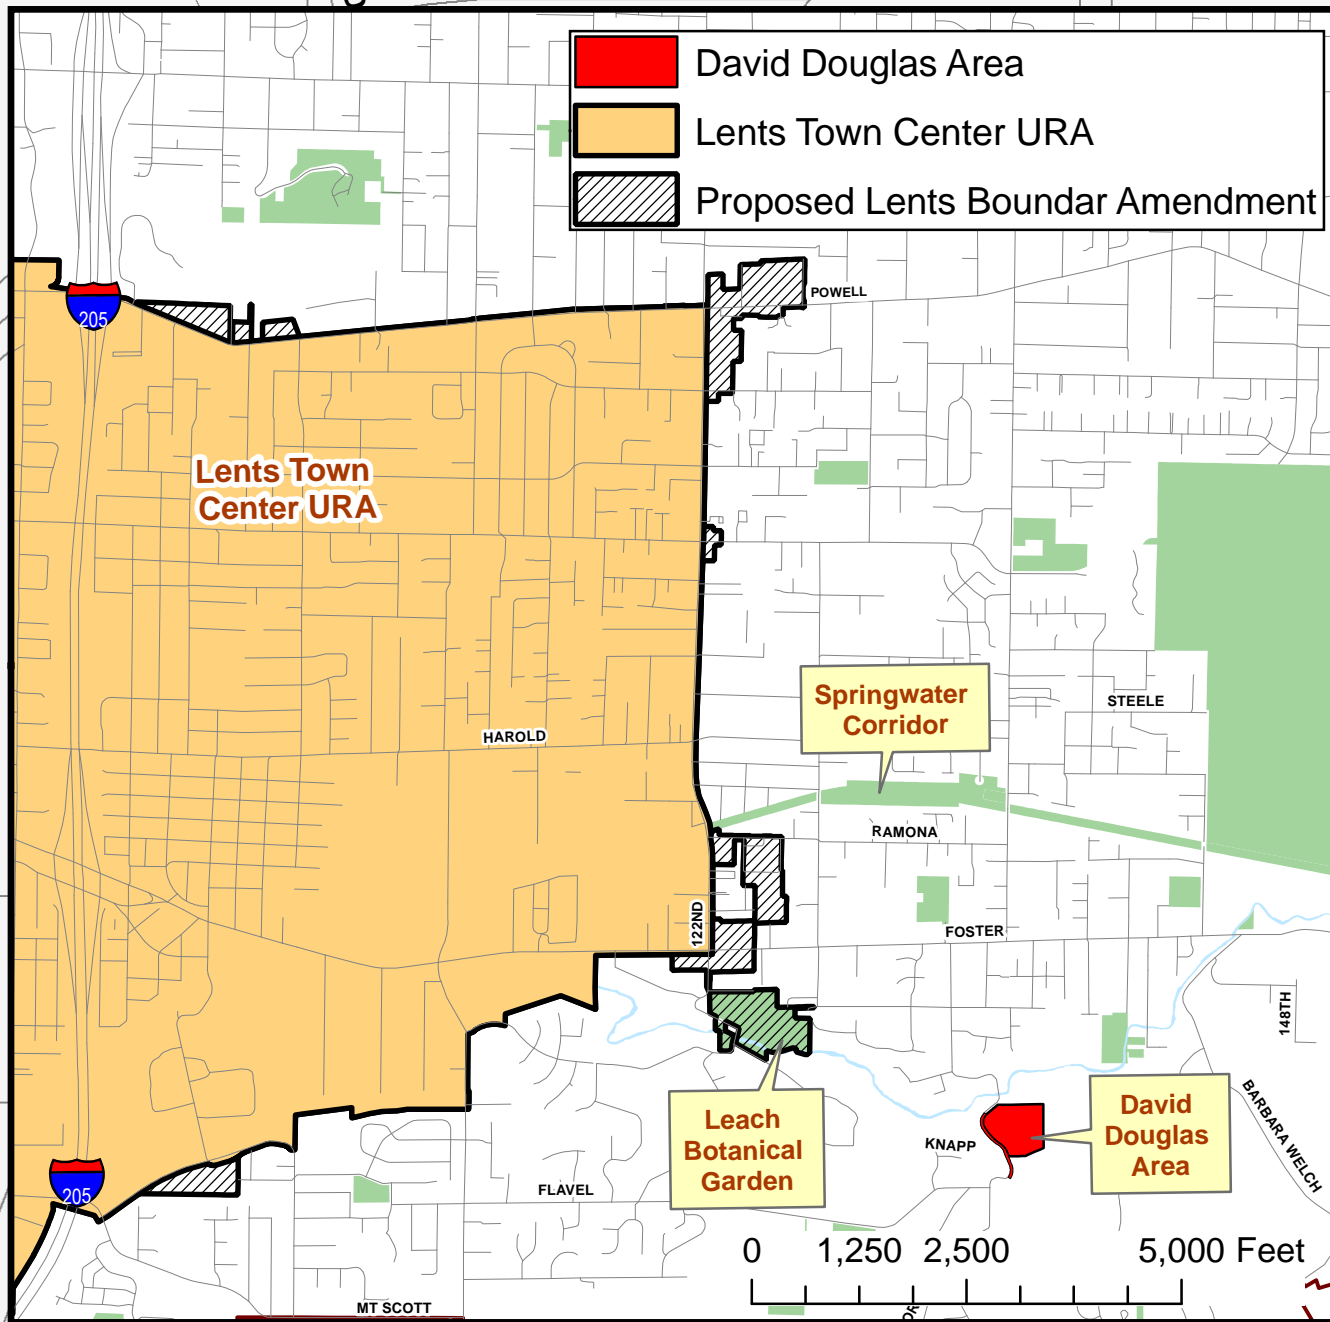 David Douglas Area
Lents Town Center URA
Proposed Lents Boundar Amendment
205
POWELL
Lents Town
Center URA
Springwater
Corridor
STEELE
HAROLD
RAMONA
122ND
FOSTER
148TH
Leach
Botanical
Garden
KNAPP
David
Douglas
Area
BARBARA WELCH
205
FLAVEL
0 1,250 2,500 5,000 Feet
MT SCOTT